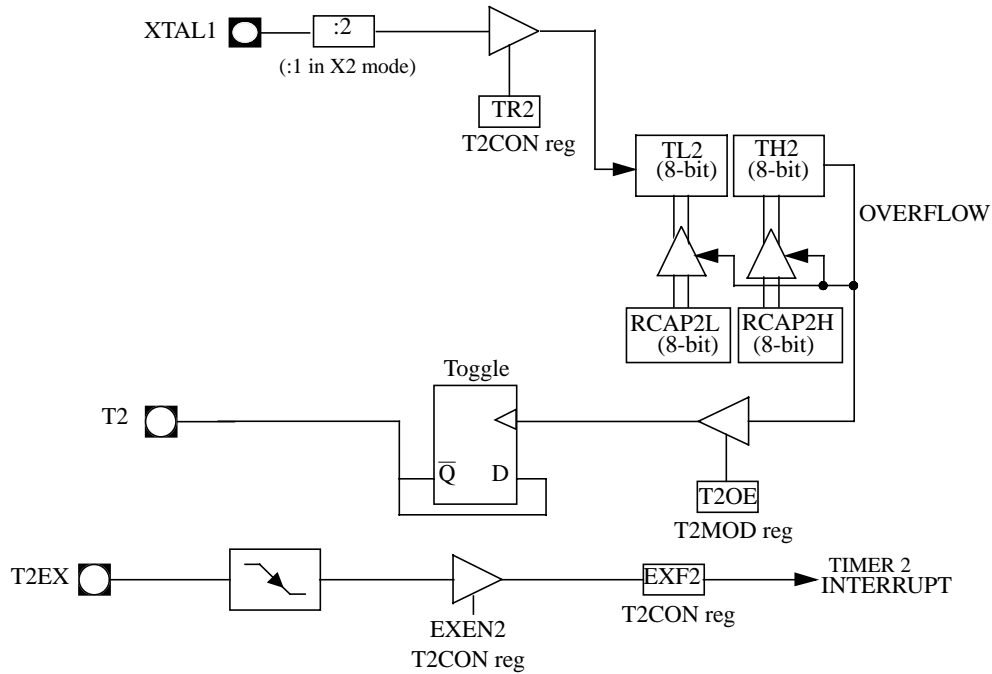 XTAL1
:2
(:1 in X2 mode)
TR2
T2CON reg
TL2
(8-bit)
TH2
(8-bit)
OVERFLOW
RCAP2L
(8-bit)
RCAP2H
(8-bit)
Toggle
T2
Q
D
T2OE
T2MOD reg
T2EX
EXEN2
T2CON reg
EXF2
T2CON reg
TIMER 2
INTERRUPT